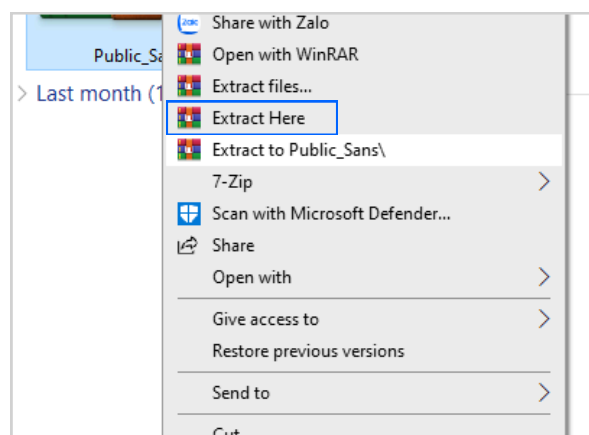 Share with Zalo
Public_Sa
Open with WinRAR
Last month (1
Extract files...
Extract Here
Extract to Public_Sans\
7-Zip
Scan with Microsoft Defender...
Share
Open with
Give access to
Restore previous versions
Send to
Cut